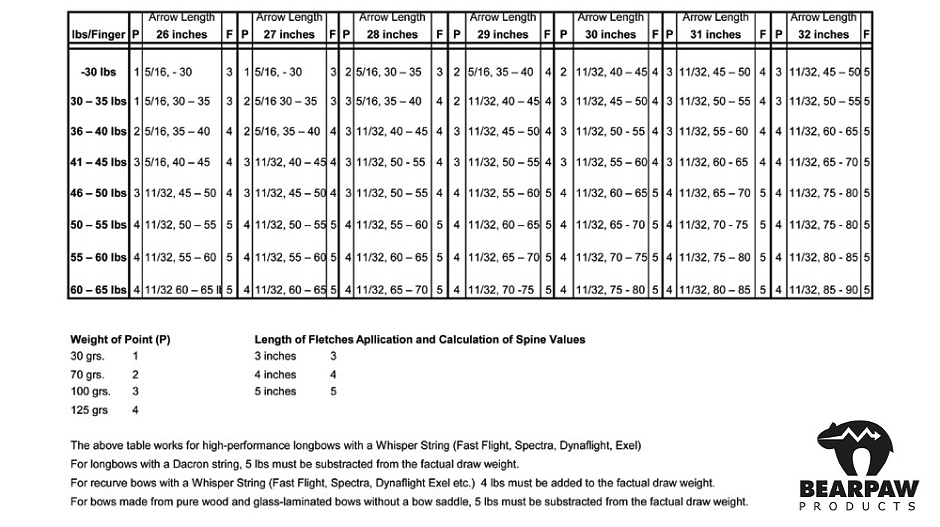 Arrow Length Arrow Length Arrow Length Arrow Length Arrow Length Arrow Length Arrow Length
lbs/Finger P 26 inches F P 27 inches F P 28 inches F P 29 inches F P 30 inches F P 31 inches F P 32 inches F
-30 lbs 1 5/16, - 30 3 1 5/16, - 30 3 2 5/16, 30 – 35 3 2 5/16, 35 – 40 4 2 11/32, 40 – 45 4 3 11/32, 45 – 50 4 3 11/32, 45 – 50 5
30 – 35 lbs 1 5/16, 30 – 35 3 2 5/16 30 – 35 3 3 5/16, 35 – 40 4 2 11/32, 40 – 45 4 3 11/32, 45 – 50 4 3 11/32, 50 – 55 4 3 11/32, 50 – 55 5
36 – 40 lbs 2 5/16, 35 – 40 4 2 5/16, 35 – 40 4 3 11/32, 40 – 45 4 3 11/32, 45 – 50 4 3 11/32, 50 - 55 4 3 11/32, 55 - 60 4 4 11/32, 60 - 65 5
41 – 45 lbs 3 5/16, 40 – 45 4 3 11/32, 40 – 45 4 3 11/32, 50 - 55 4 3 11/32, 50 – 55 4 3 11/32, 55 – 60 4 3 11/32, 60 - 65 4 4 11/32, 65 - 70 5
46 – 50 lbs 3 11/32, 45 – 50 4 3 11/32, 45 – 50 4 3 11/32, 50 – 55 4 4 11/32, 55 – 60 5 4 11/32, 60 – 65 5 4 11/32, 65 – 70 5 4 11/32, 75 - 80 5
50 – 55 lbs 4 11/32, 50 – 55 5 4 11/32, 50 – 55 5 4 11/32, 55 – 60 5 4 11/32, 60 – 65 5 4 11/32, 65 - 70 5 4 11/32, 70 - 75 5 4 11/32, 75 - 80 5
55 – 60 lbs 4 11/32, 55 – 60 5 4 11/32, 55 – 60 5 4 11/32, 60 – 65 5 4 11/32, 65 – 70 5 4 11/32, 70 – 75 5 4 11/32, 75 – 80 5 4 11/32, 80 - 85 5
60 – 65 lbs 4 11/32 60 – 65 5 4 11/32, 60 – 65 5 4 11/32, 65 – 70 5 4 11/32, 70 -75 5 4 11/32, 75 - 80 5 4 11/32, 80 – 85 5 4 11/32, 85 - 90 5
Weight of Point (P) Length of Fletches Apllication and Calculation of Spine Values
30 grs. 1 3 inches 3
70 grs. 2 4 inches 4
100 grs. 3 5 inches 5
125 grs 4
The above table works for high-performance longbows with a Whisper String (Fast Flight, Spectra, Dynaflight, Exel)
For longbows with a Dacron string, 5 lbs must be substracted from the factual draw weight.
For recurve bows with a Whisper String (Fast Flight, Spectra, Dynaflight Exel etc.) 4 lbs must be added to the factual draw weight.
For bows made from pure wood and glass-laminated bows without a bow saddle, 5 lbs must be substracted from the factual draw weight.
BEARPAW
PRODUCTS